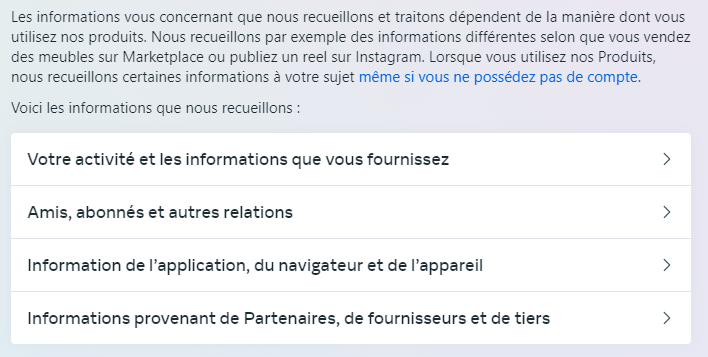 Les informations vous concernant que nous recueillons et traitons dépendent de la manière dont vous
utilisez nos produits. Nous recueillons par exemple des informations différentes selon que vous vendez
des meubles sur Marketplace ou publiez un reel sur Instagram. Lorsque vous utilisez nos Produits,
nous recueillons certaines informations à votre sujet même si vous ne possédez pas de compte.
Voici les informations que nous recueillons :
Votre activité et les informations que vous fournissez
Amis, abonnés et autres relations
Information de l’application, du navigateur et de l’appareil
Informations provenant de Partenaires, de fournisseurs et de tiers